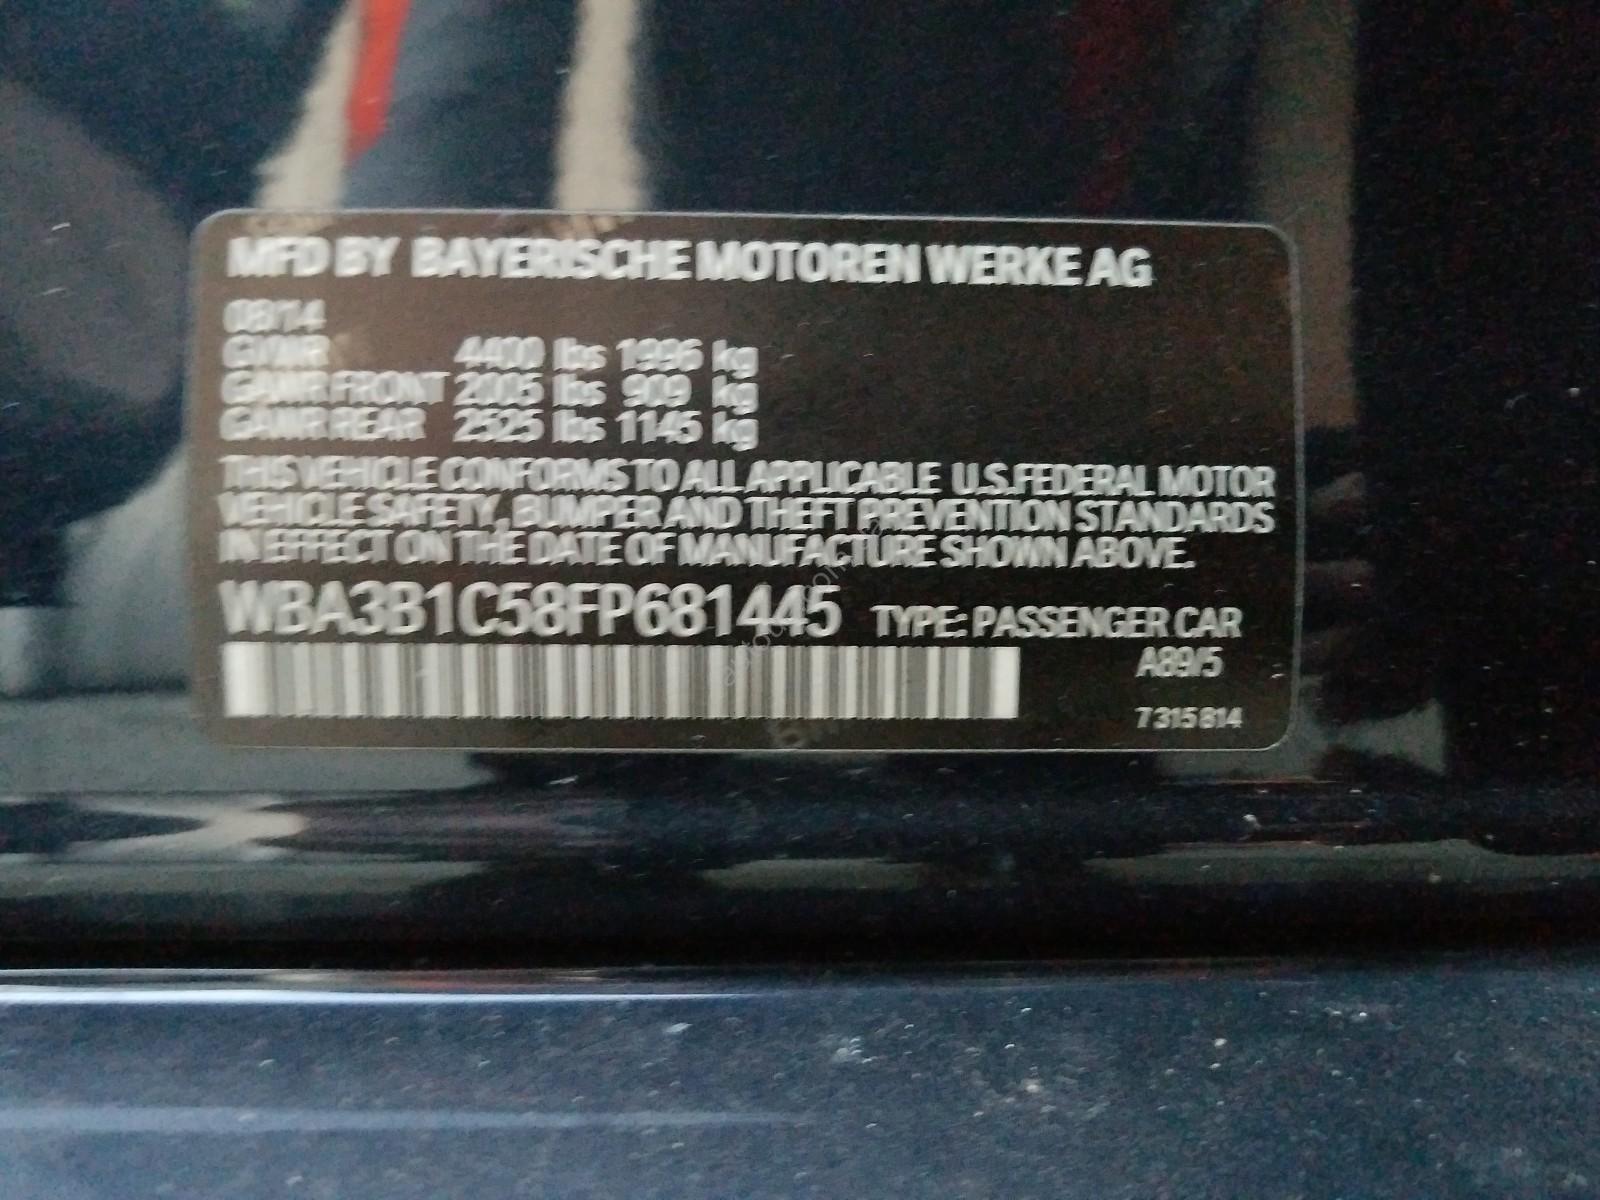 MFD BY BAYERISCHE MOTOREN WERKE AG
08/14
GVWR 4400 lbs 1996 kg
GAWR FRONT 2005 lbs 909 kg
GAWR REAR 2525 lbs 1145 kg
THIS VEHICLE CONFORMS TO ALL APPLICABLE U.S.FEDERAL MOTOR
VEHICLE SAFETY, BUMPER AND THEFT PREVENTION STANDARDS
IN EFFECT ON THE DATE OF MANUFACTURE SHOWN ABOVE.
WBA3B1C58FP681445 TYPE: PASSENGER CAR
A89/5
7 315 814